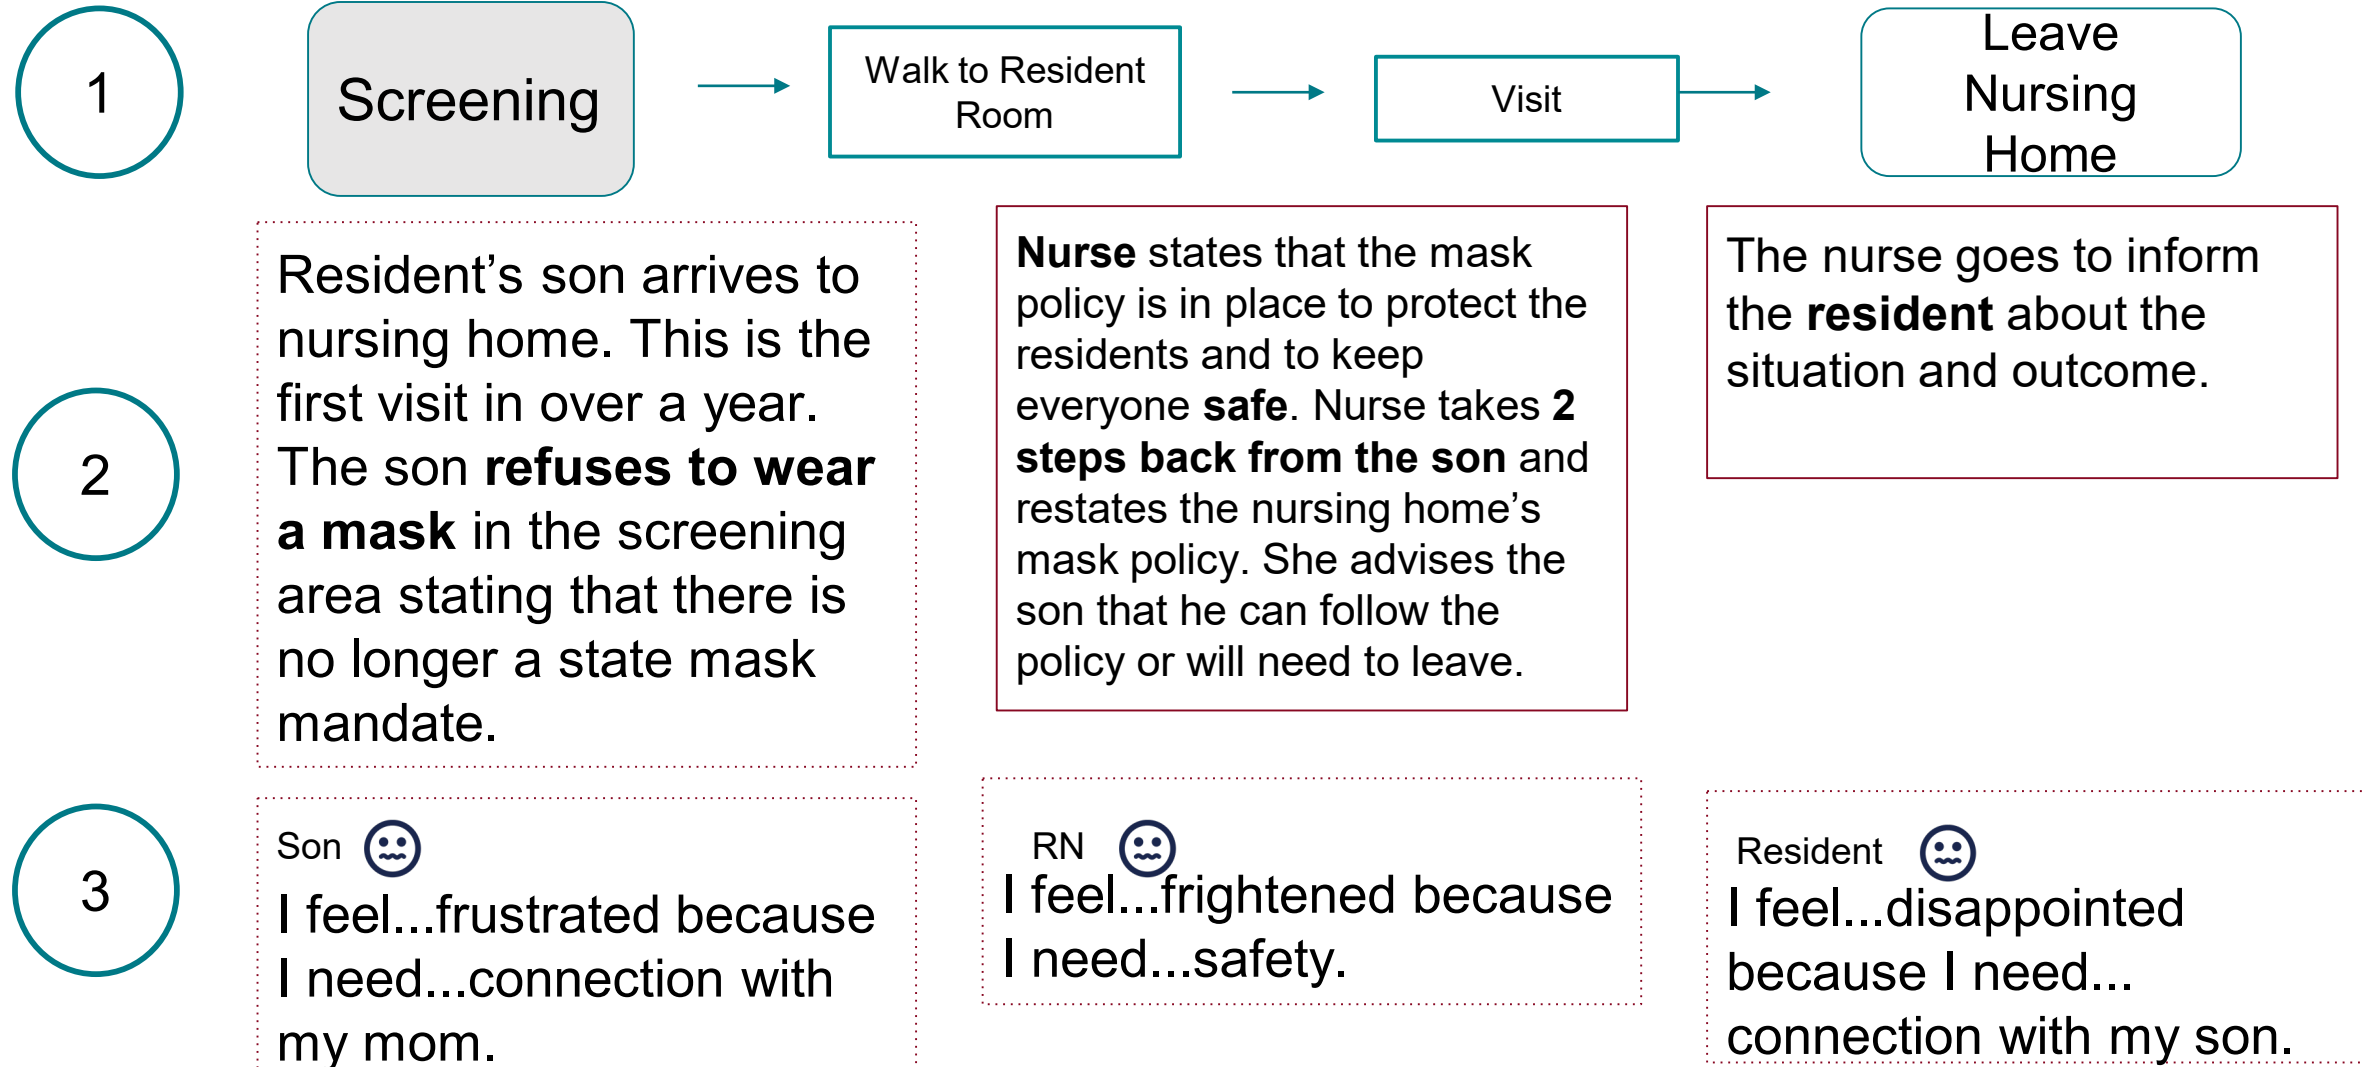 1
Screening
Walk to Resident
Room
Visit
Leave
Nursing
Home
2
Resident’s son arrives to
nursing home. This is the
first visit in over a year.
The son refuses to wear
a mask in the screening
area stating that there is
no longer a state mask
mandate.
Nurse states that the mask
policy is in place to protect the
residents and to keep
everyone safe. Nurse takes 2
steps back from the son and
restates the nursing home’s
mask policy. She advises the
son that he can follow the
policy or will need to leave.
The nurse goes to inform
the resident about the
situation and outcome.
3
Son
I feel...frustrated because
I need...connection with
my mom.
RN
I feel...frightened because
I need...safety.
Resident
I feel...disappointed
because I need...
connection with my son.